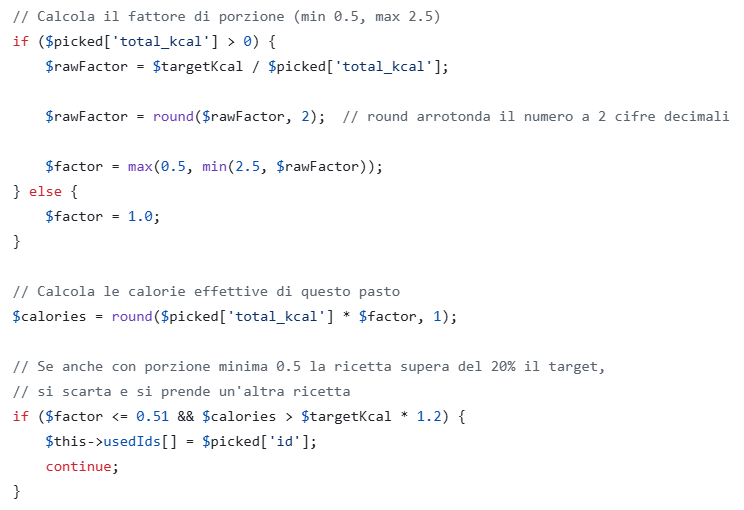 // Calcola il fattore di porzione (min 0.5, max 2.5)
if ($picked['total_kcal'] > 0) {
    $rawFactor = $targetKcal / $picked['total_kcal'];

    $rawFactor = round($rawFactor, 2);  // round arrotonda il numero a 2 cifre decimali

    $factor = max(0.5, min(2.5, $rawFactor));
} else {
    $factor = 1.0;
}

// Calcola le calorie effettive di questo pasto
$calories = round($picked['total_kcal'] * $factor, 1);

// Se anche con porzione minima 0.5 la ricetta supera del 20% il target,
// si scarta e si prende un'altra ricetta
if ($factor <= 0.51 && $calories > $targetKcal * 1.2) {
    $this->usedIds[] = $picked['id'];
    continue;
}